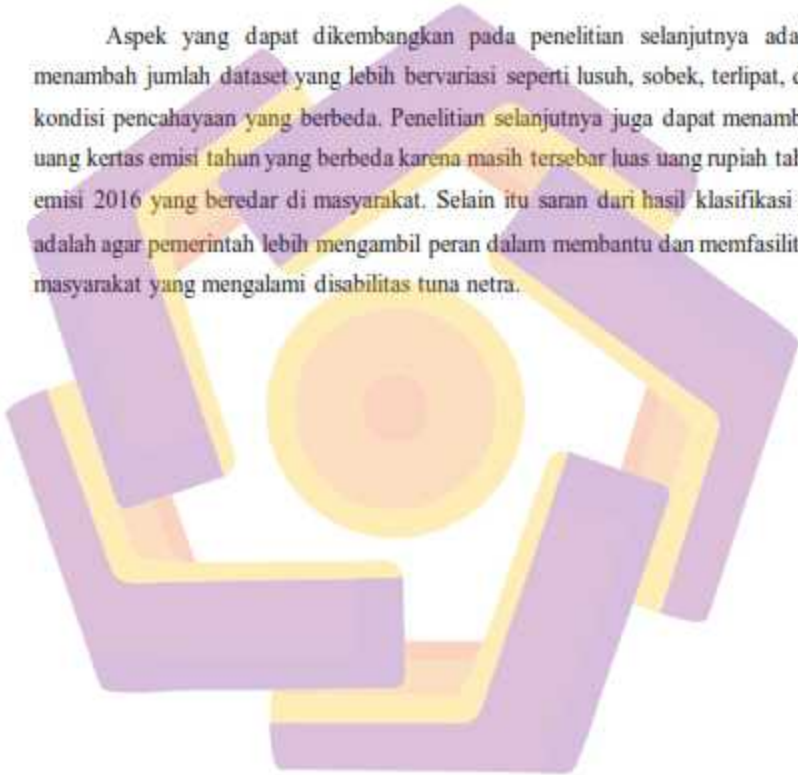 Aspek yang dapat dikembangkan pada penelitian selanjutnya ada
menambah jumlah dataset yang lebih bervariasi seperti lusuh, sobek, terlipat,
kondisi pencahayaan yang berbeda. Penelitian selanjutnya juga dapat menamb
uang kertas emisi tahun yang berbeda karena masih tersebar luas uang rupiah tah
emisi 2016 yang beredar di masyarakat. Selain itu saran dari hasil klasifikasi
adalah agar pemerintah lebih mengambil peran dalam membantu dan memfasilit
masyarakat yang mengalami disabilitas tuna netra.